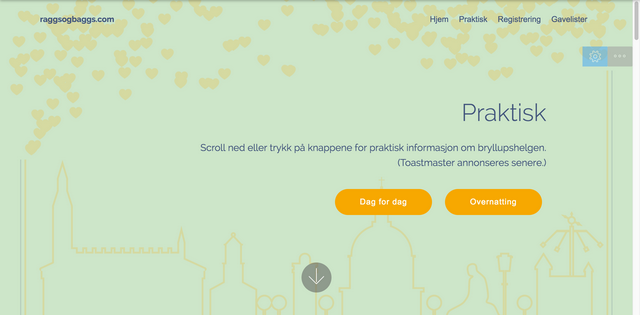 raggsogbaggs.com
Hjem Praktisk Registrering Gavelister
Praktisk
Scroll ned eller trykk på knappene for praktisk informasjon om bryllupshelgen.
(Toastmaster annonseres senere.)
Dag for dag Overnatting